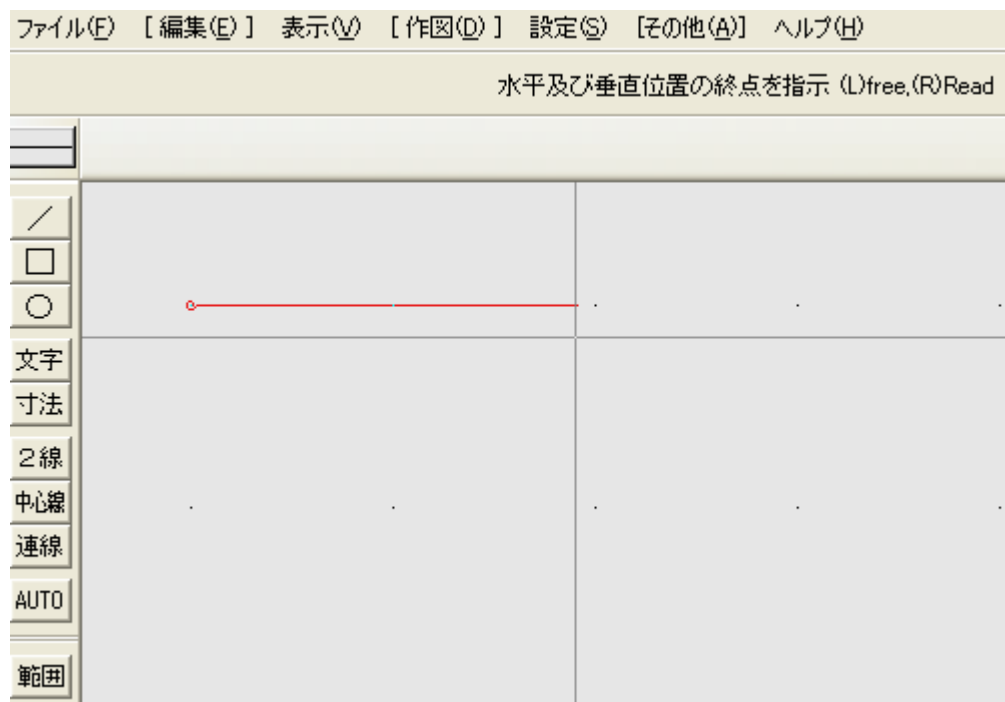 ファイル(F) [ 編集(E) ] 表示(V) [ 作図(D) ] 設定(S) [その他(A)] ヘルプ(H)
水平及び垂直位置の終点を指示 (L)free,(R)Read
文字
寸法
2線
中心線
連線
AUTO
範囲